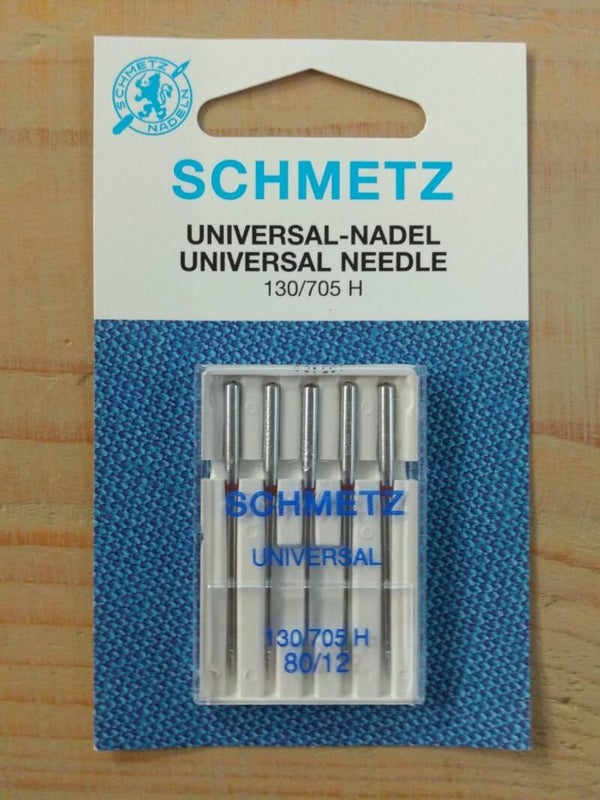 SCHMETZ
NADELN
SCHMETZ
UNIVERSAL-NADEL
UNIVERSAL NEEDLE
130/705 H
SCHMETZ
UNIVERSAL
130/705 H
80/12